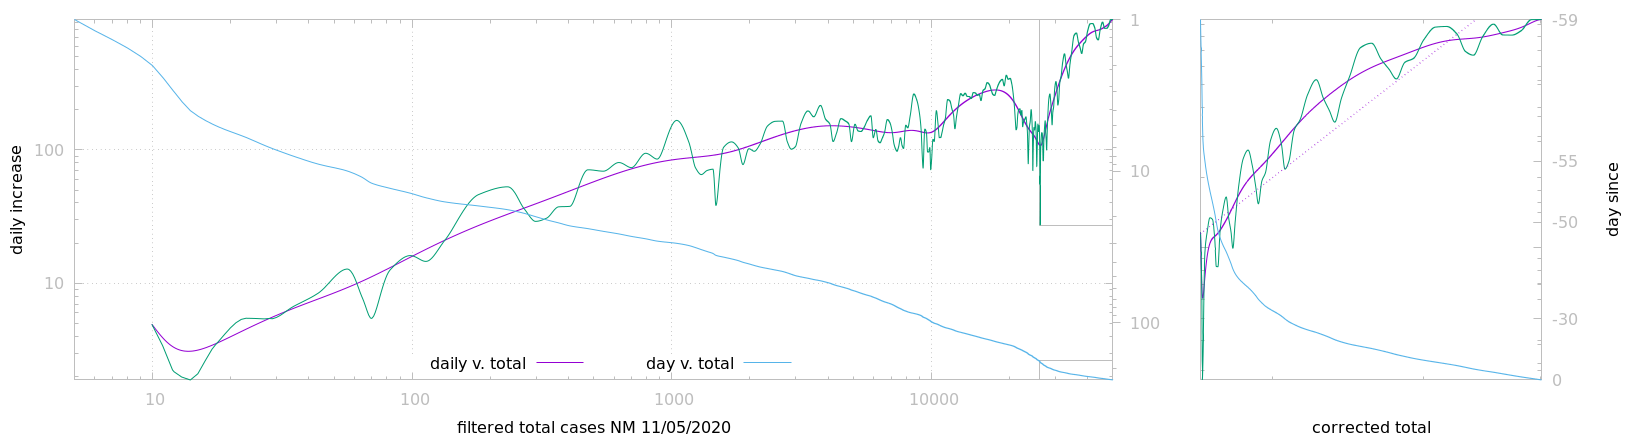 1
-59
daily increase
100
10
-55
-50
day since
10
100
-30
daily v. total
day v. total
0
10
100
1000
10000
filtered total cases NM 11/05/2020
corrected total